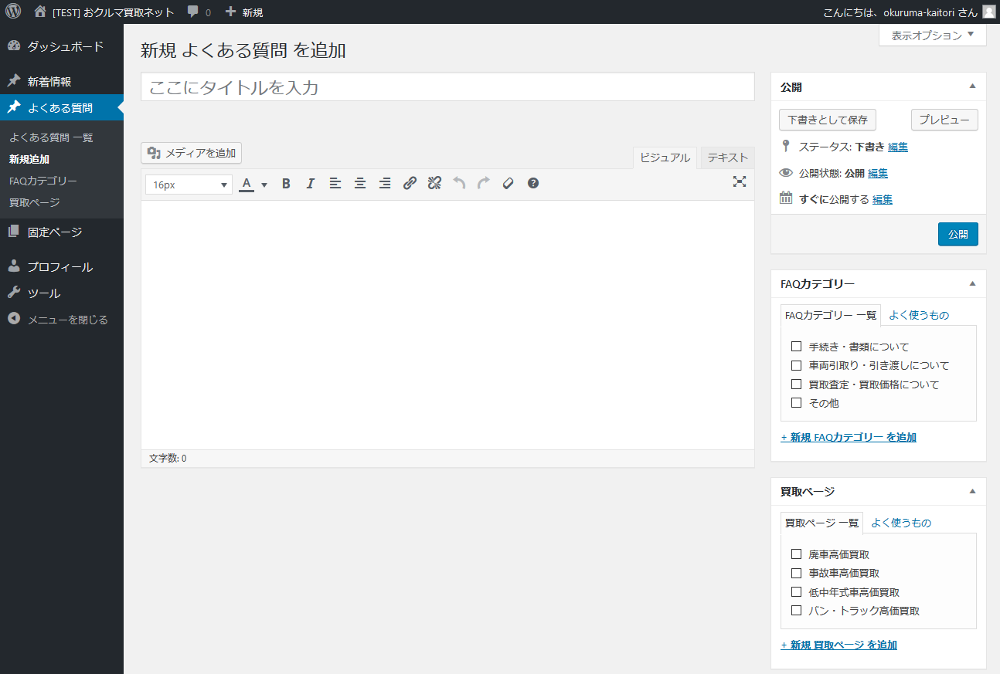 [TEST] おクルマ買取ネット 0 新規 こんにちは、okuruma-kaitori さん
ダッシュボード
新着情報
よくある質問
よくある質問 一覧
新規追加
FAQカテゴリー
買取ページ
固定ページ
プロフィール
ツール
メニューを閉じる
表示オプション
新規 よくある質問 を追加
ここにタイトルを入力
メディアを追加
ビジュアル テキスト
16px A B I
文字数: 0
公開
下書きとして保存 プレビュー
ステータス: 下書き 編集
公開状態: 公開 編集
すぐに公開する 編集
公開
FAQカテゴリー
FAQカテゴリー 一覧 よく使うもの
手続き・書類について
車両引取り・引き渡しについて
買取査定・買取価格について
その他
+ 新規 FAQカテゴリー を追加
買取ページ
買取ページ 一覧 よく使うもの
廃車高価買取
事故車高価買取
低中年式車高価買取
バン・トラック高価買取
+ 新規 買取ページ を追加